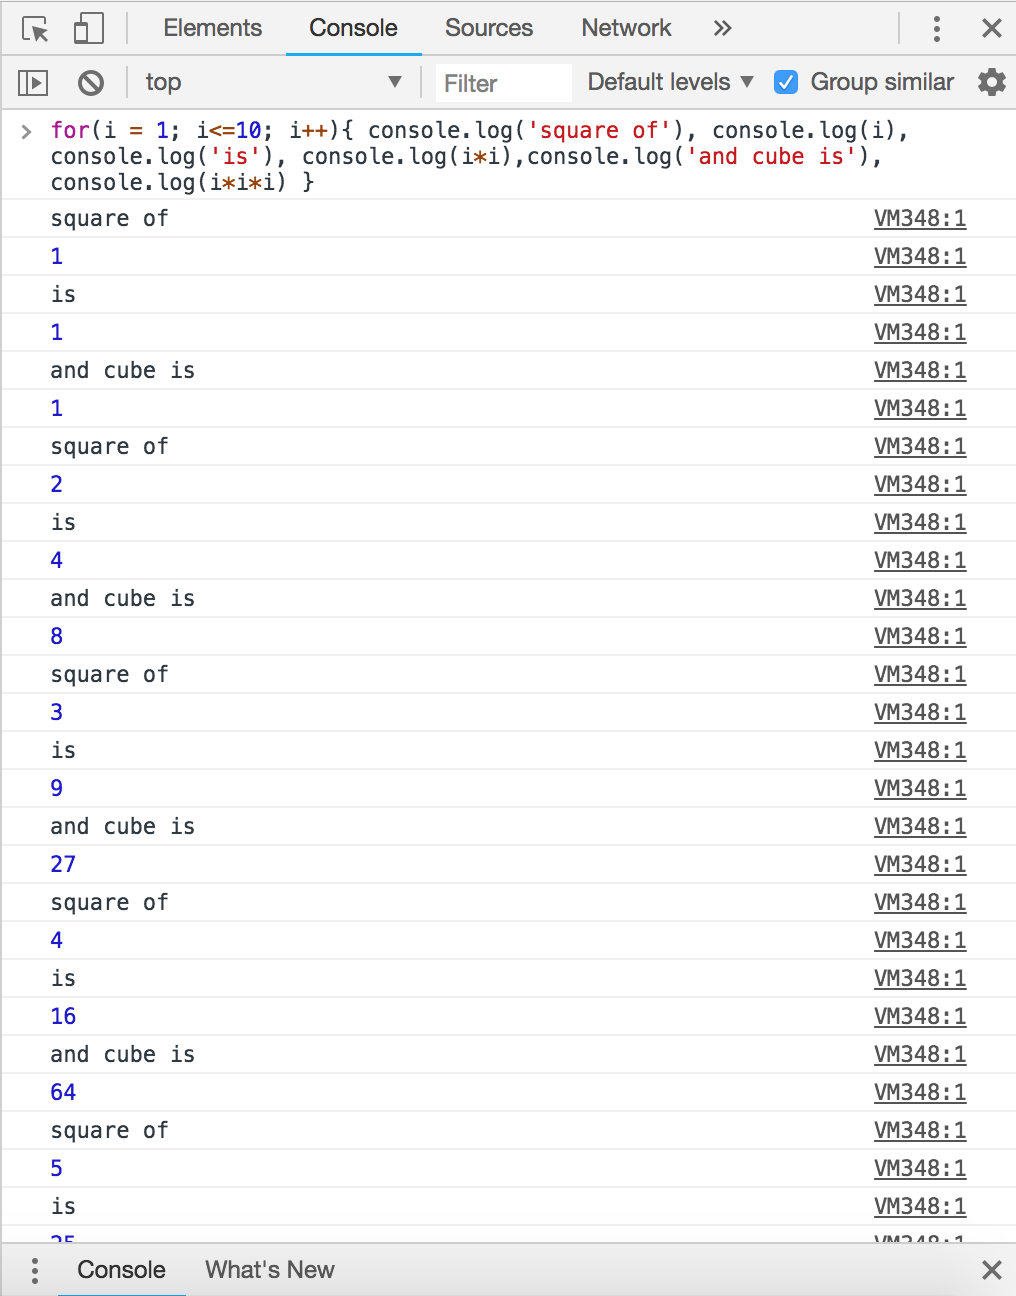 Elements Console Sources Network »
top ▼ Filter Default levels ▼ Group similar
> for(i = 1; i<=10; i++){ console.log('square of'), console.log(i),
console.log('is'), console.log(i*i),console.log('and cube is'),
console.log(i*i*i) }
square of VM348:1
1 VM348:1
is VM348:1
1 VM348:1
and cube is VM348:1
1 VM348:1
square of VM348:1
2 VM348:1
is VM348:1
4 VM348:1
and cube is VM348:1
8 VM348:1
square of VM348:1
3 VM348:1
is VM348:1
9 VM348:1
and cube is VM348:1
27 VM348:1
square of VM348:1
4 VM348:1
is VM348:1
16 VM348:1
and cube is VM348:1
64 VM348:1
square of VM348:1
5 VM348:1
is VM348:1
25 VM348:1
Console What's New